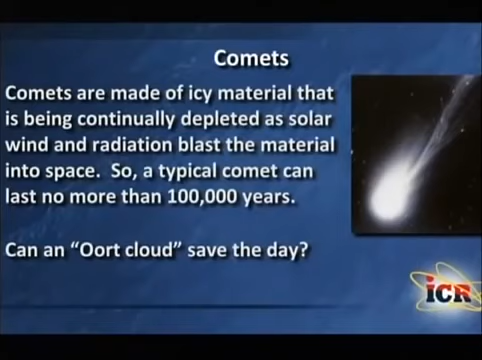 Comets
Comets are made of icy material that
is being continually depleted as solar
wind and radiation blast the material
into space.  So, a typical comet can
last no more than 100,000 years.
Can an “Oort cloud” save the day?
iCR